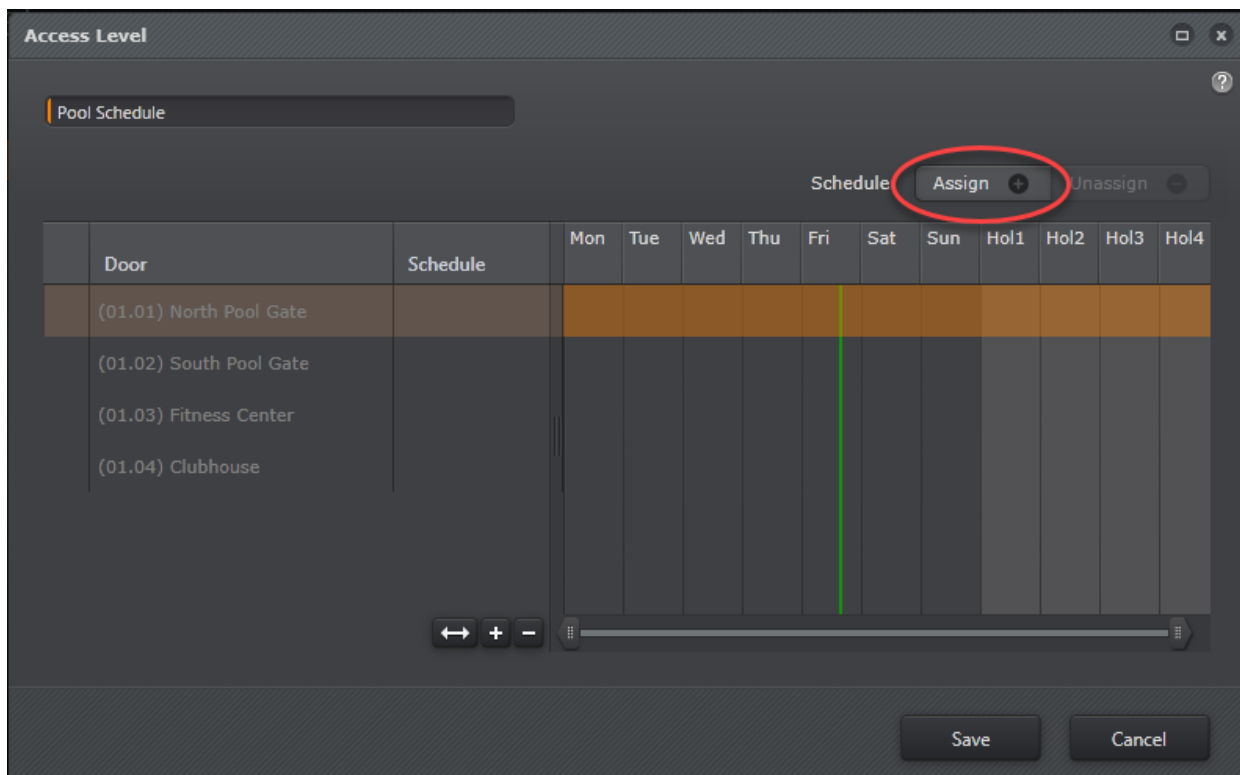 Access Level
Pool Schedule
Schedule Assign Unassign
Door Schedule Mon Tue Wed Thu Fri Sat Sun Hol1 Hol2 Hol3 Hol4
(01.01) North Pool Gate
(01.02) South Pool Gate
(01.03) Fitness Center
(01.04) Clubhouse
Save Cancel